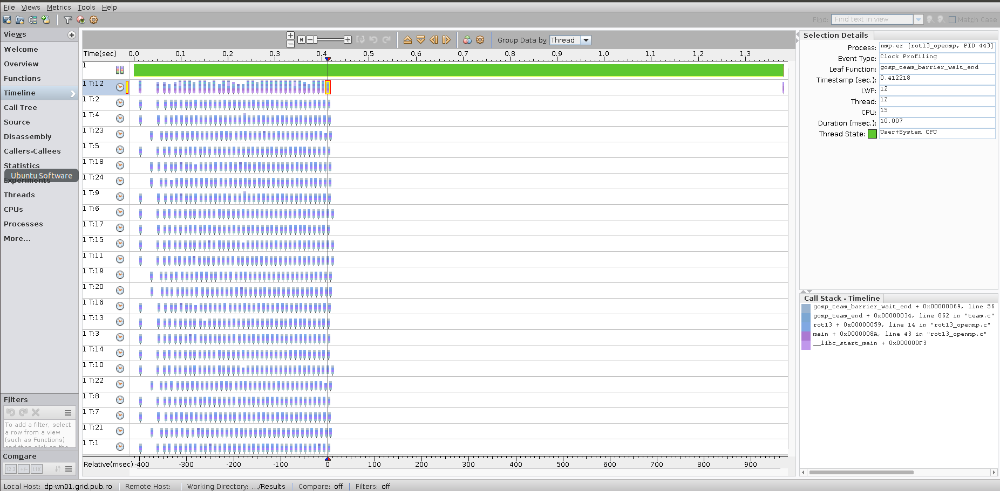 File Views Metrics Tools Help
Find: Find text in view Match Case
Views
Welcome
Overview
Functions
Timeline
Call Tree
Source
Disassembly
Callers-Callees
Statistics
Ubuntu Software
Experiments
Threads
CPUs
Processes
More...
Filters
To add a filter, select
a row from a view
(such as Functions)
and then click on the
Compare
12.3 +/- 1.1X
Group Data by: Thread
Time(sec) 0.0 0.1 0.2 0.3 0.4 0.5 0.6 0.7 0.8 0.9 1.0 1.1 1.2 1.3
1
1 T:12
1 T:2
1 T:4
1 T:23
1 T:5
1 T:18
1 T:24
1 T:9
1 T:6
1 T:17
1 T:15
1 T:11
1 T:19
1 T:20
1 T:16
1 T:13
1 T:3
1 T:14
1 T:10
1 T:22
1 T:8
1 T:7
1 T:21
1 T:1
Relative(msec) -400 -300 -200 -100 0 100 200 300 400 500 600 700 800 900
Selection Details
Process: nmp.er [rot13_openmp, PID 443]
Event Type: Clock Profiling
Leaf Function: gomp_team_barrier_wait_end
Timestamp (sec.): 0.412218
LWP: 12
Thread: 12
CPU: 15
Duration (msec.): 10.007
Thread State: User+System CPU
Call Stack - Timeline
gomp_team_barrier_wait_end + 0x00000069, line 56
gomp_team_end + 0x00000034, line 862 in "team.c"
rot13 + 0x00000059, line 14 in "rot13_openmp.c"
main + 0x0000008A, line 43 in "rot13_openmp.c"
__libc_start_main + 0x000000F3
Local Host: dp-wn01.grid.pub.ro Remote Host: Working Directory: .../Results Compare: off Filters: off